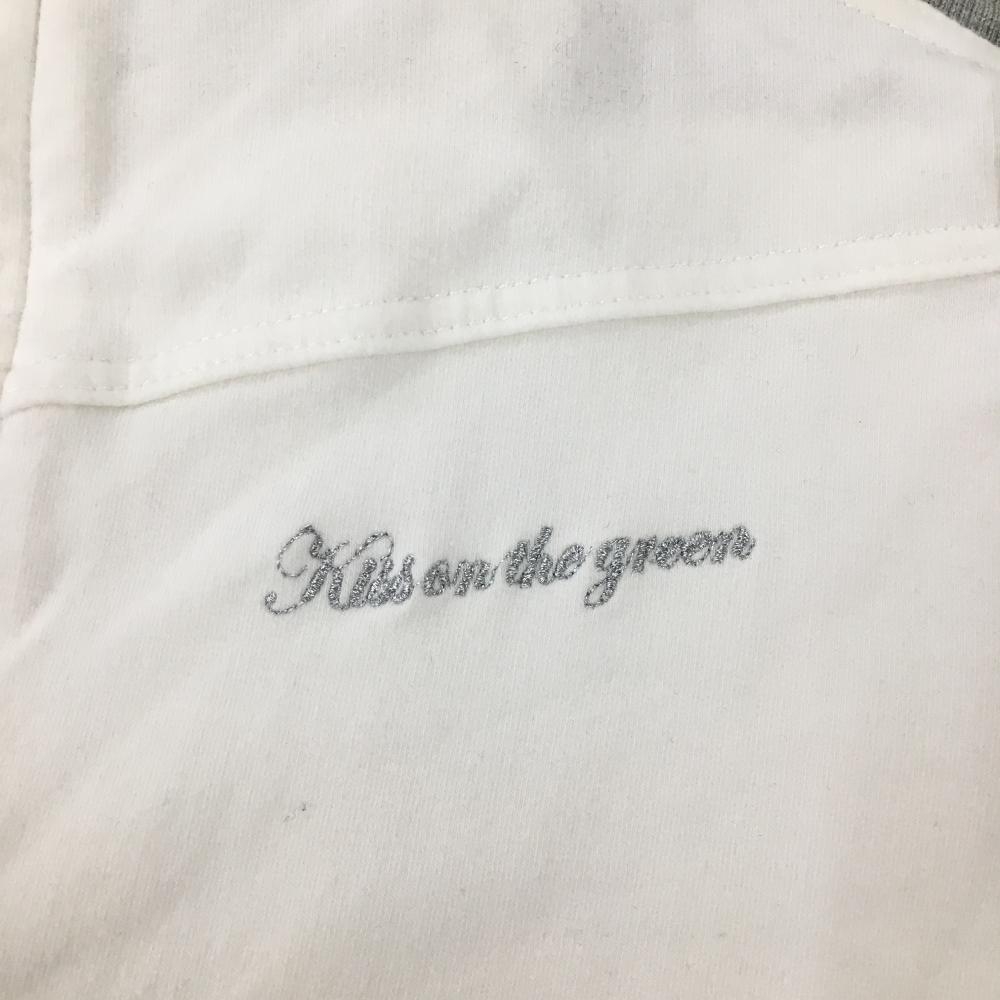 Kiss on the green